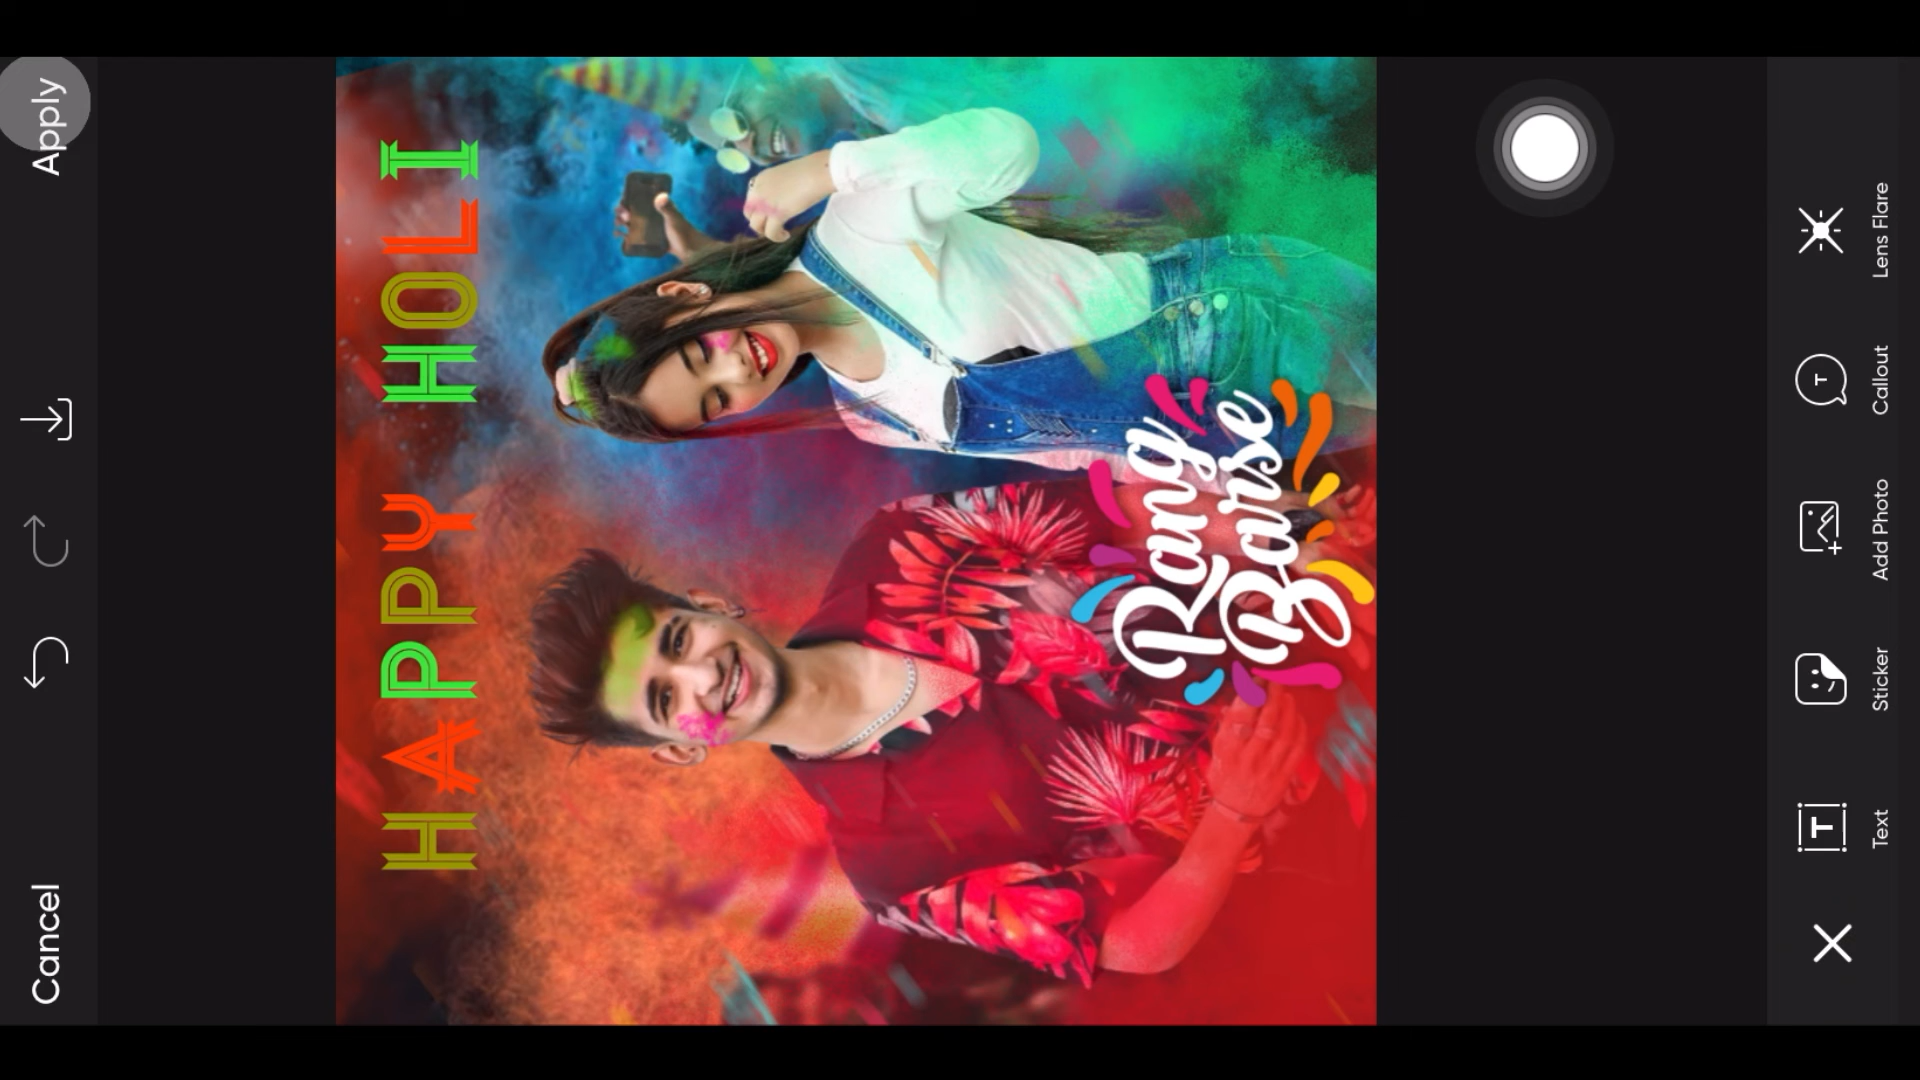 Cancel
Apply
HAPPY HOLI
Rang
Barse
Text
Sticker
Add Photo
Callout
Lens Flare